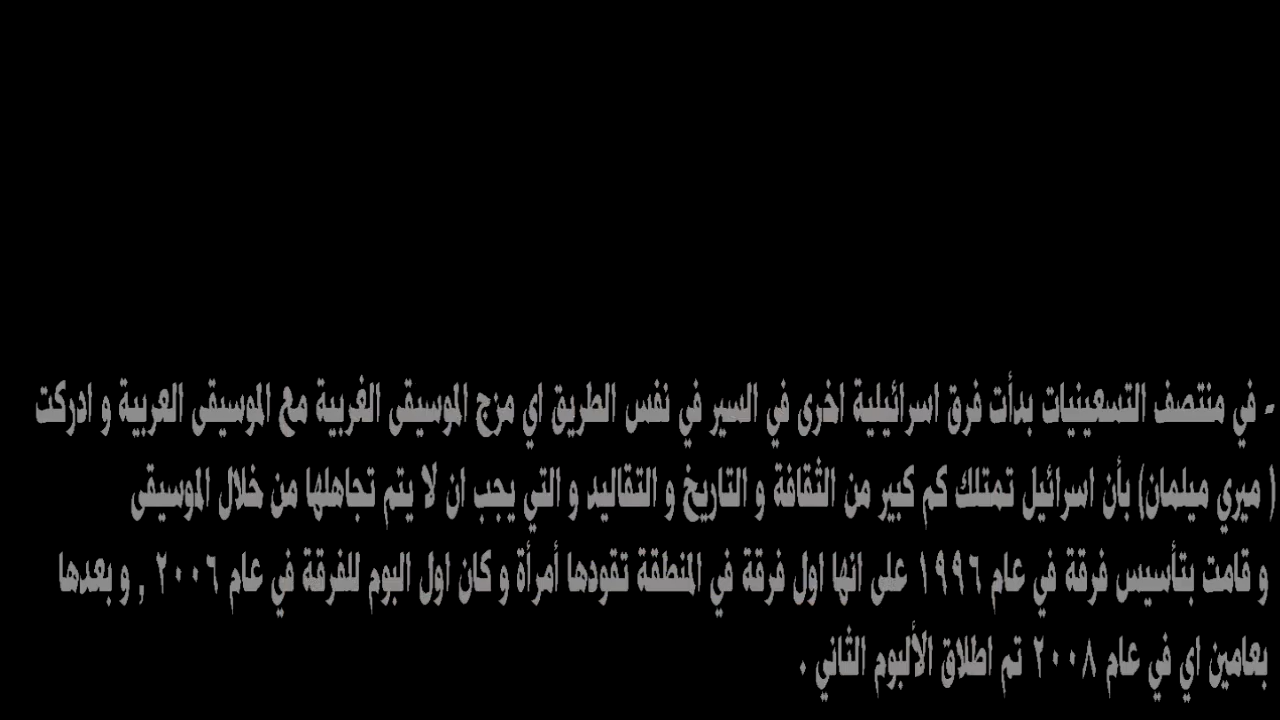 - في منتصف التسعينيات بدأت فرق اسرائيلية اخرى في السير في نفس الطريق اي مزج الموسيقى الغربية مع الموسيقى العربية و ادركت
( ميري ميلمان) بأن اسرائيل تمتلك كم كبير من الثقافة و التاريخ و التقاليد و التي يجب ان لا يتم تجاهلها من خلال الموسيقى
و قامت بتأسيس فرقة في عام ١٩٩٦ على انها اول فرقة في المنطقة تقودها أمرأة و كان اول البوم للفرقة في عام ٢٠٠٦ , و بعدها
بعامين اي في عام ٢٠٠٨ تم اطلاق الألبوم الثاني .